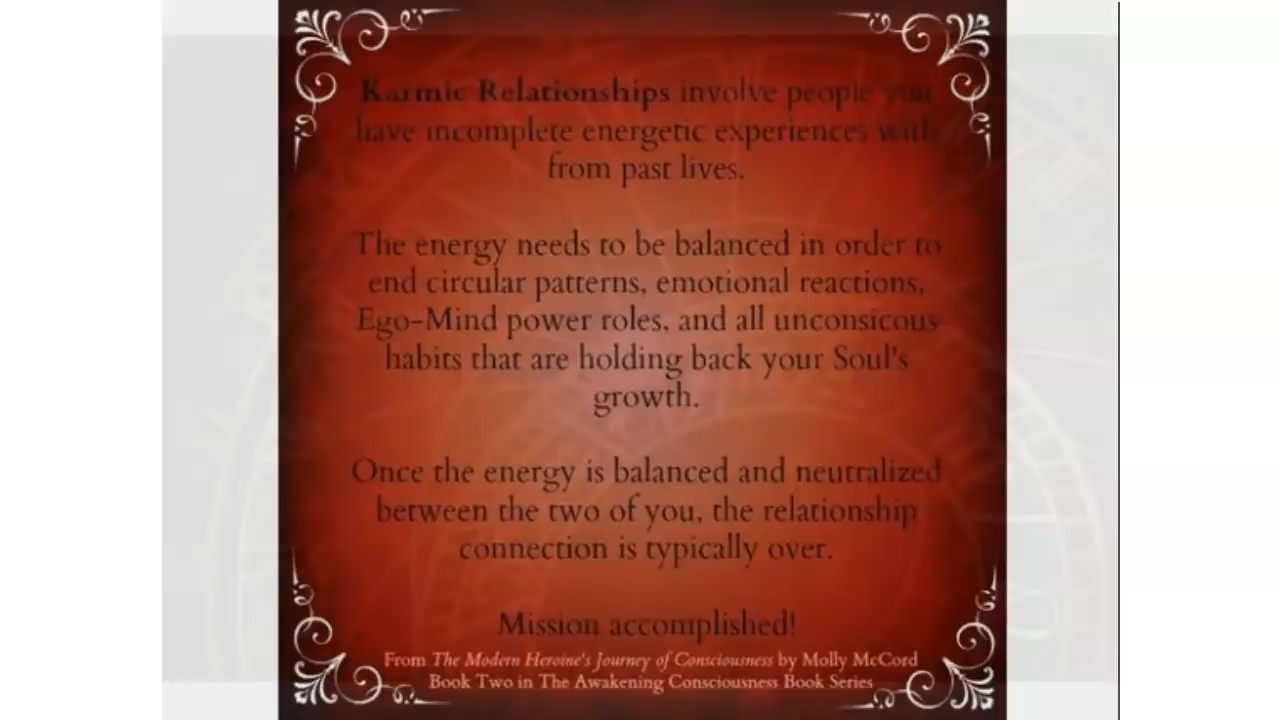 Karmic Relationships involve people you
have incomplete energetic experiences with
from past lives.
The energy needs to be balanced in order to
end circular patterns, emotional reactions,
Ego-Mind power roles, and all unconsicous
habits that are holding back your Soul's
growth.
Once the energy is balanced and neutralized
between the two of you, the relationship
connection is typically over.
Mission accomplished!
From The Modern Heroine's Journey of Consciousness by Molly McCord
Book Two in The Awakening Consciousness Book Series